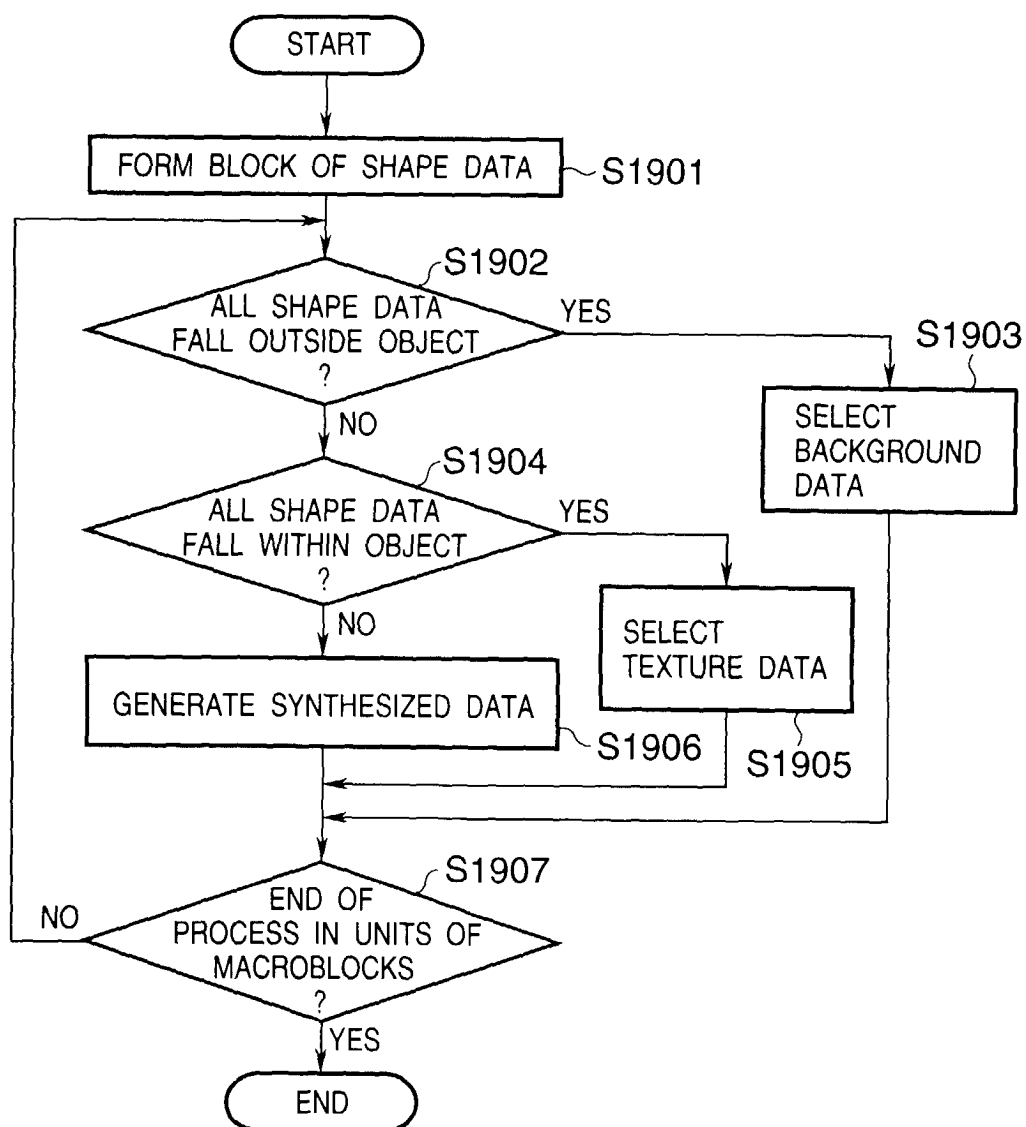 START
FORM BLOCK OF SHAPE DATA
S1901
S1902
ALL SHAPE DATA
FALL OUTSIDE OBJECT
?
YES
NO
S1903
SELECT
BACKGROUND
DATA
S1904
ALL SHAPE DATA
FALL WITHIN OBJECT
?
YES
NO
SELECT
TEXTURE DATA
S1905
GENERATE SYNTHESIZED DATA
S1906
S1907
END OF
PROCESS IN UNITS OF
MACROBLOCKS
?
NO
YES
END